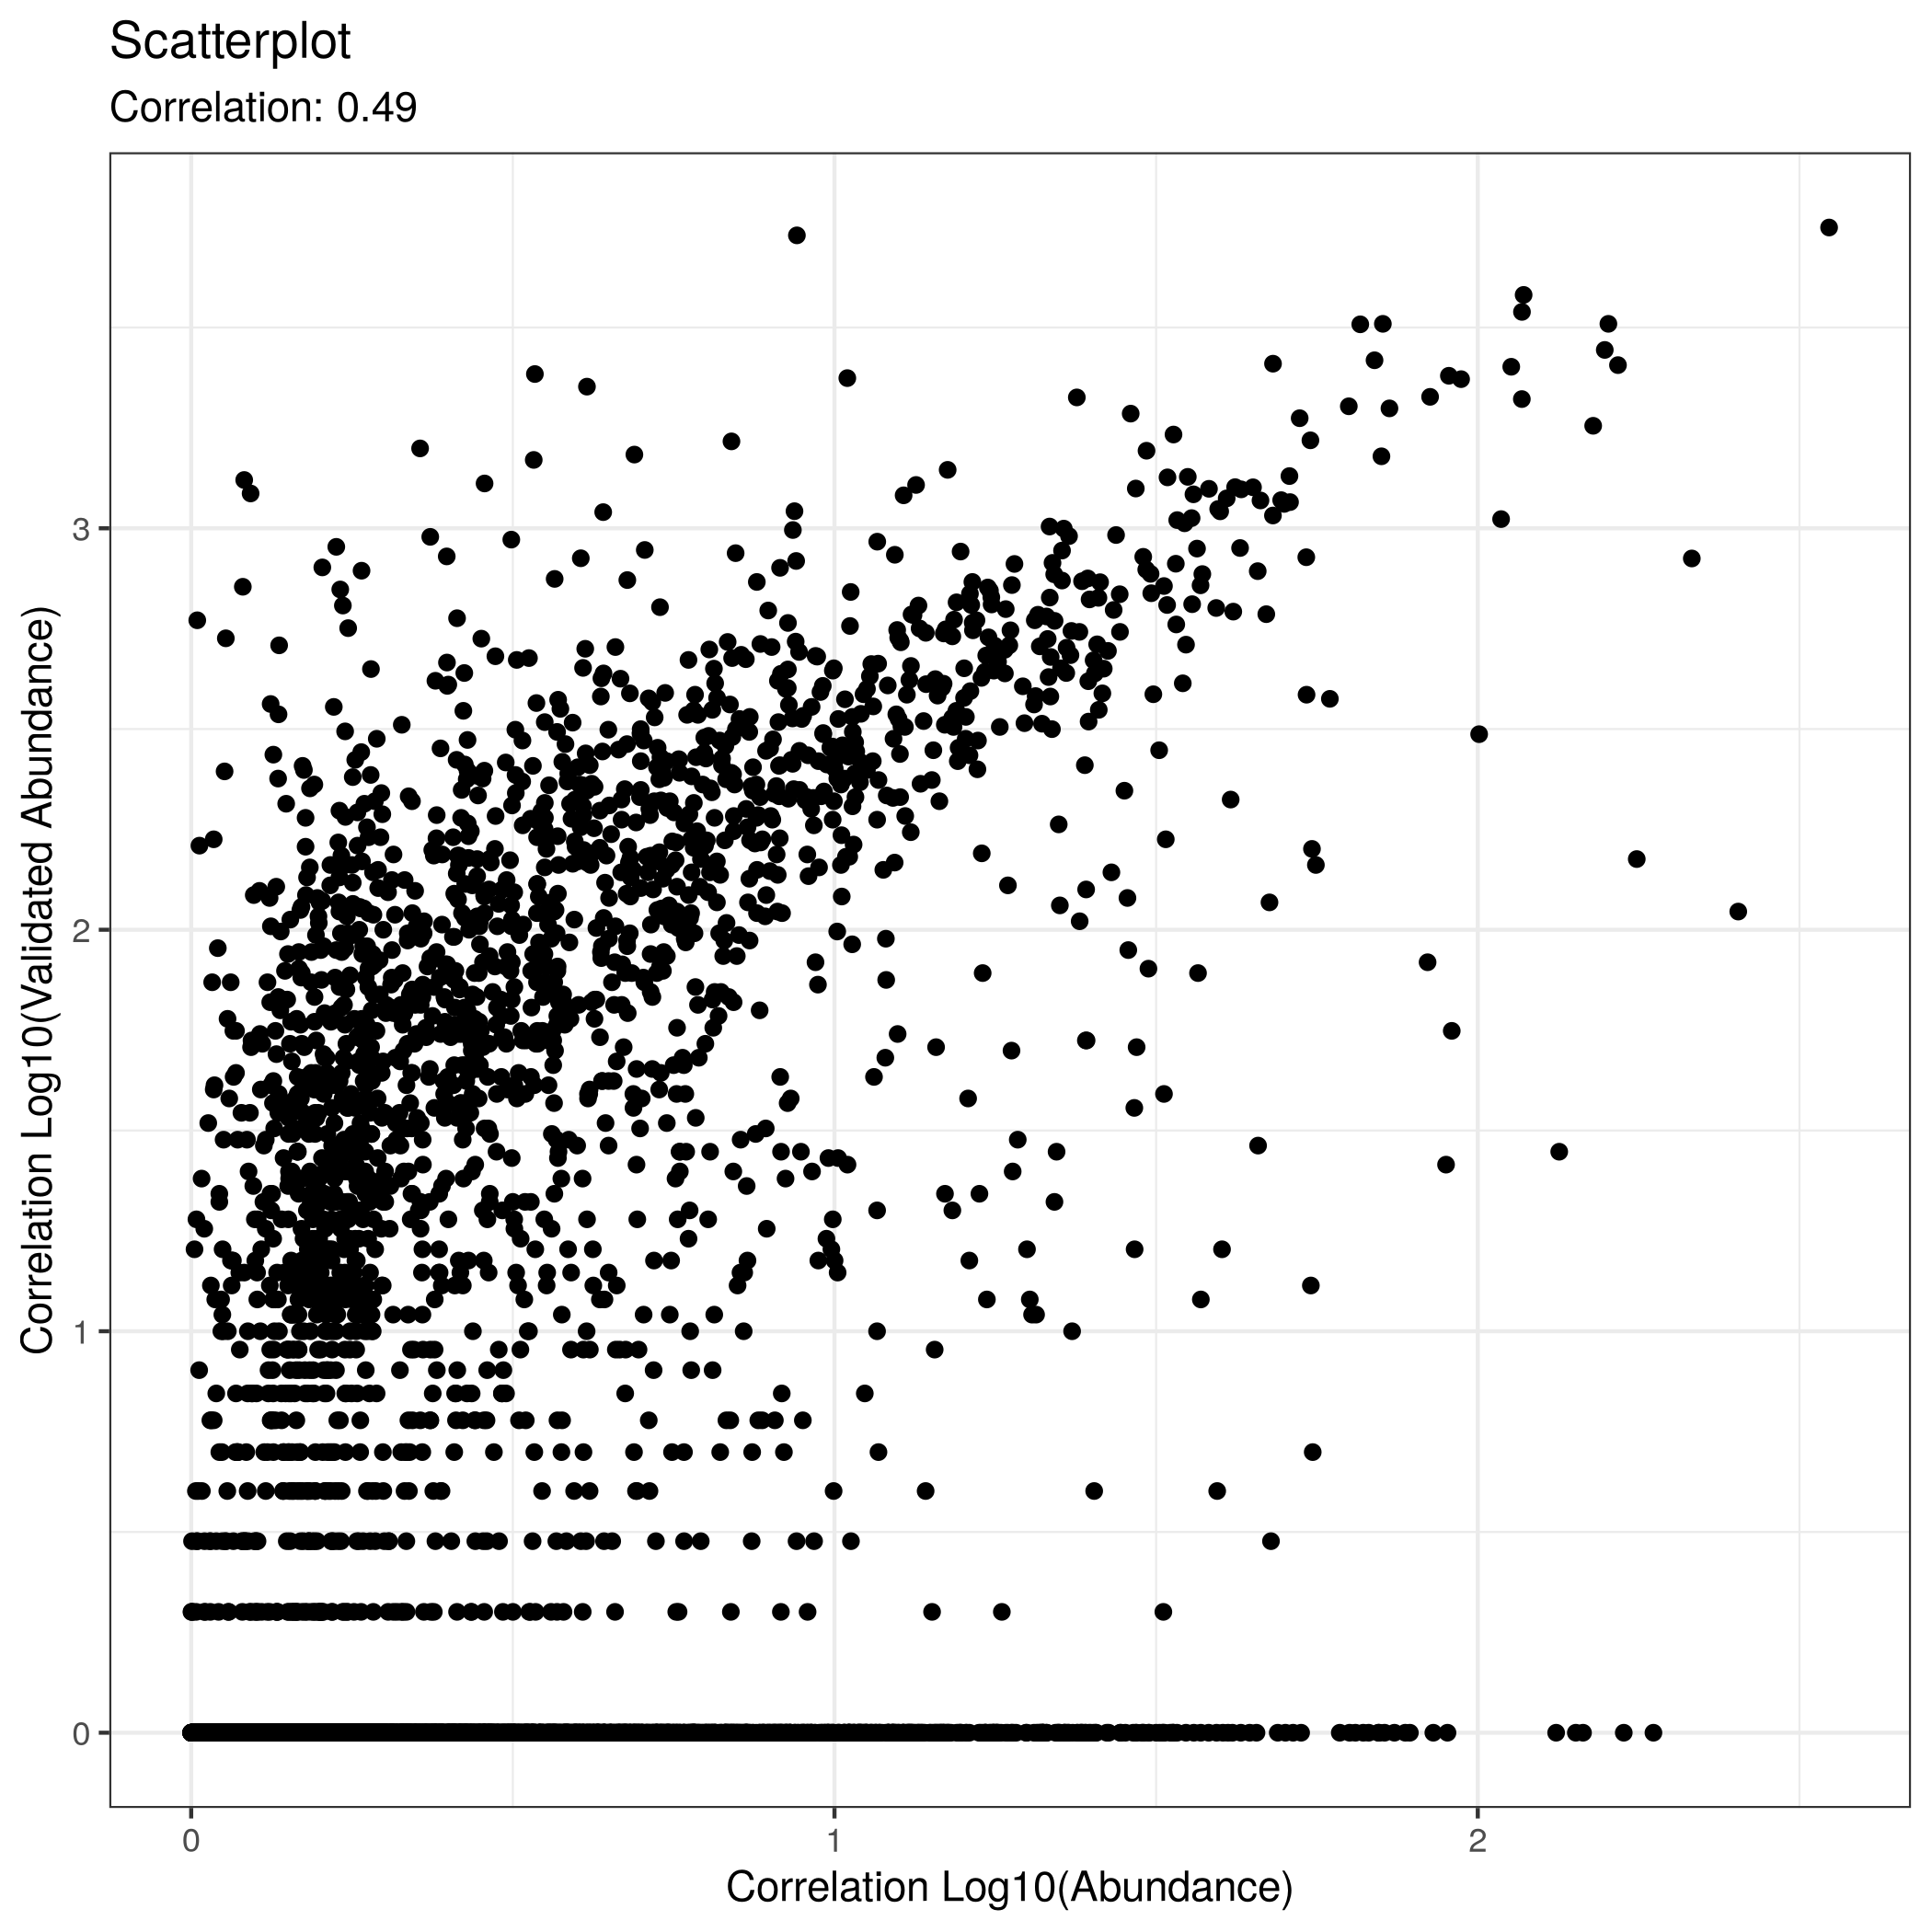 Scatterplot
Correlation: 0.49
Correlation Log10(Validated Abundance)
3
2
1
0
0
1
2
Correlation Log10(Abundance)